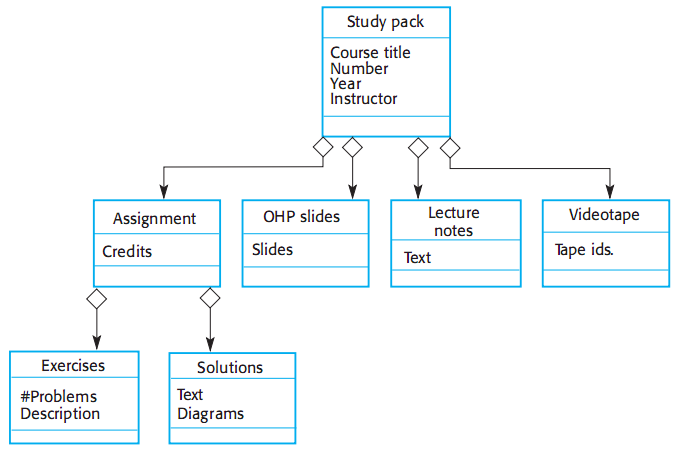 Study pack
Course title
Number
Year
Instructor
Assignment
Credits
OHP slides
Slides
Lecture
notes
Text
Videotape
Tape ids.
Exercises
#Problems
Description
Solutions
Text
Diagrams